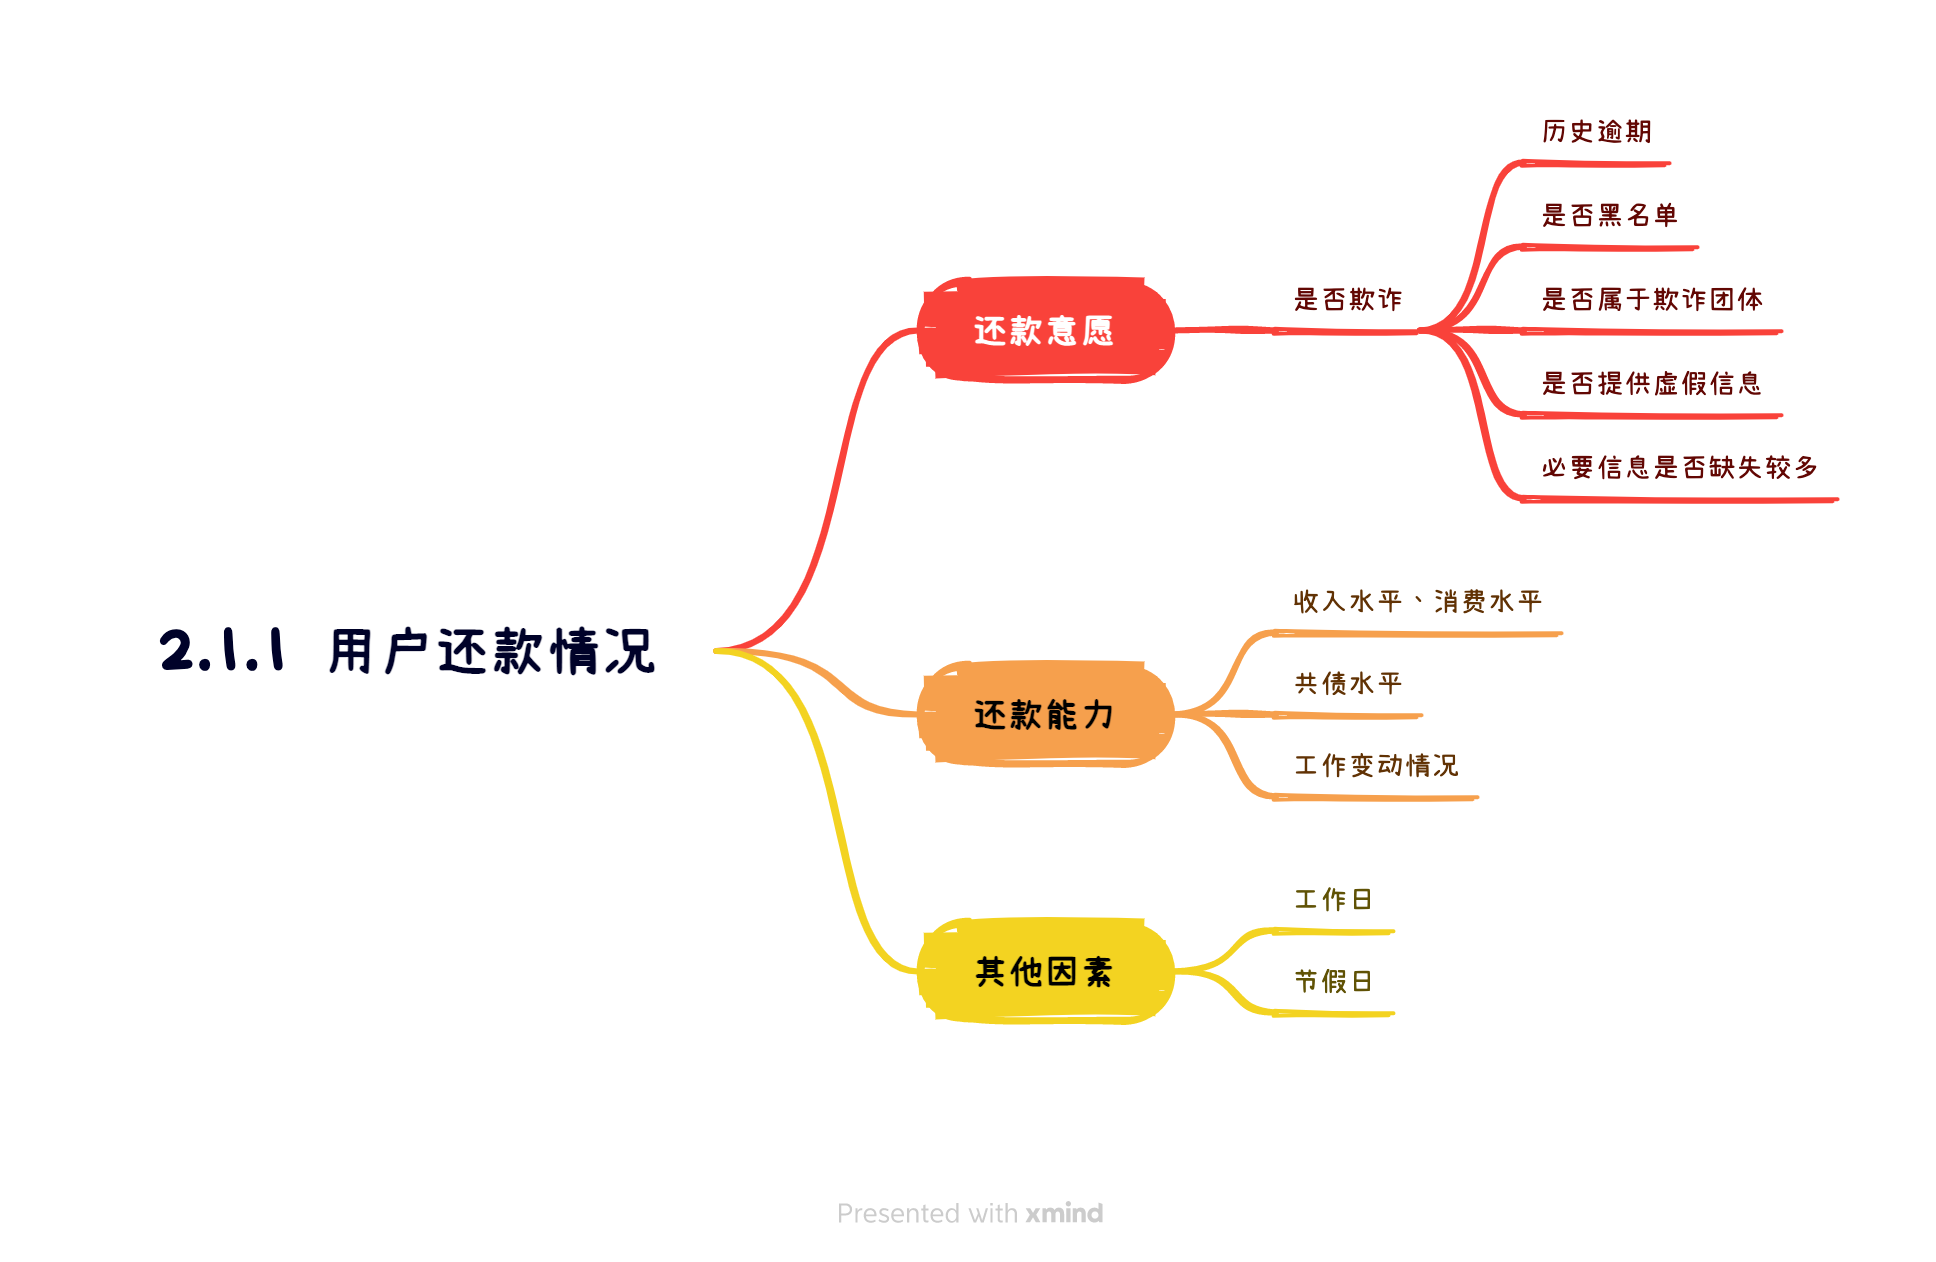 2.1.1 用户还款情况
还款意愿
是否欺诈
历史逾期
是否黑名单
是否属于欺诈团体
是否提供虚假信息
必要信息是否缺失较多
还款能力
收入水平、消费水平
共债水平
工作变动情况
其他因素
工作日
节假日
Presented with xmind